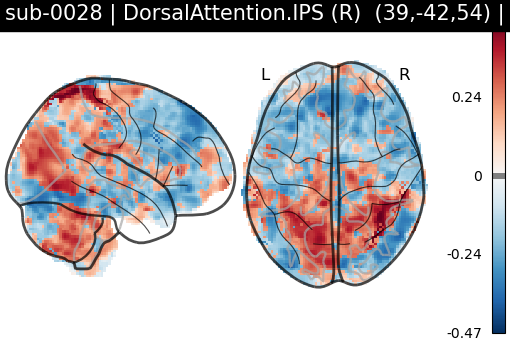 sub-0028 | DorsalAttention.IPS (R)  (39,-42,54) |
L
R
0.24
0
-0.24
-0.47